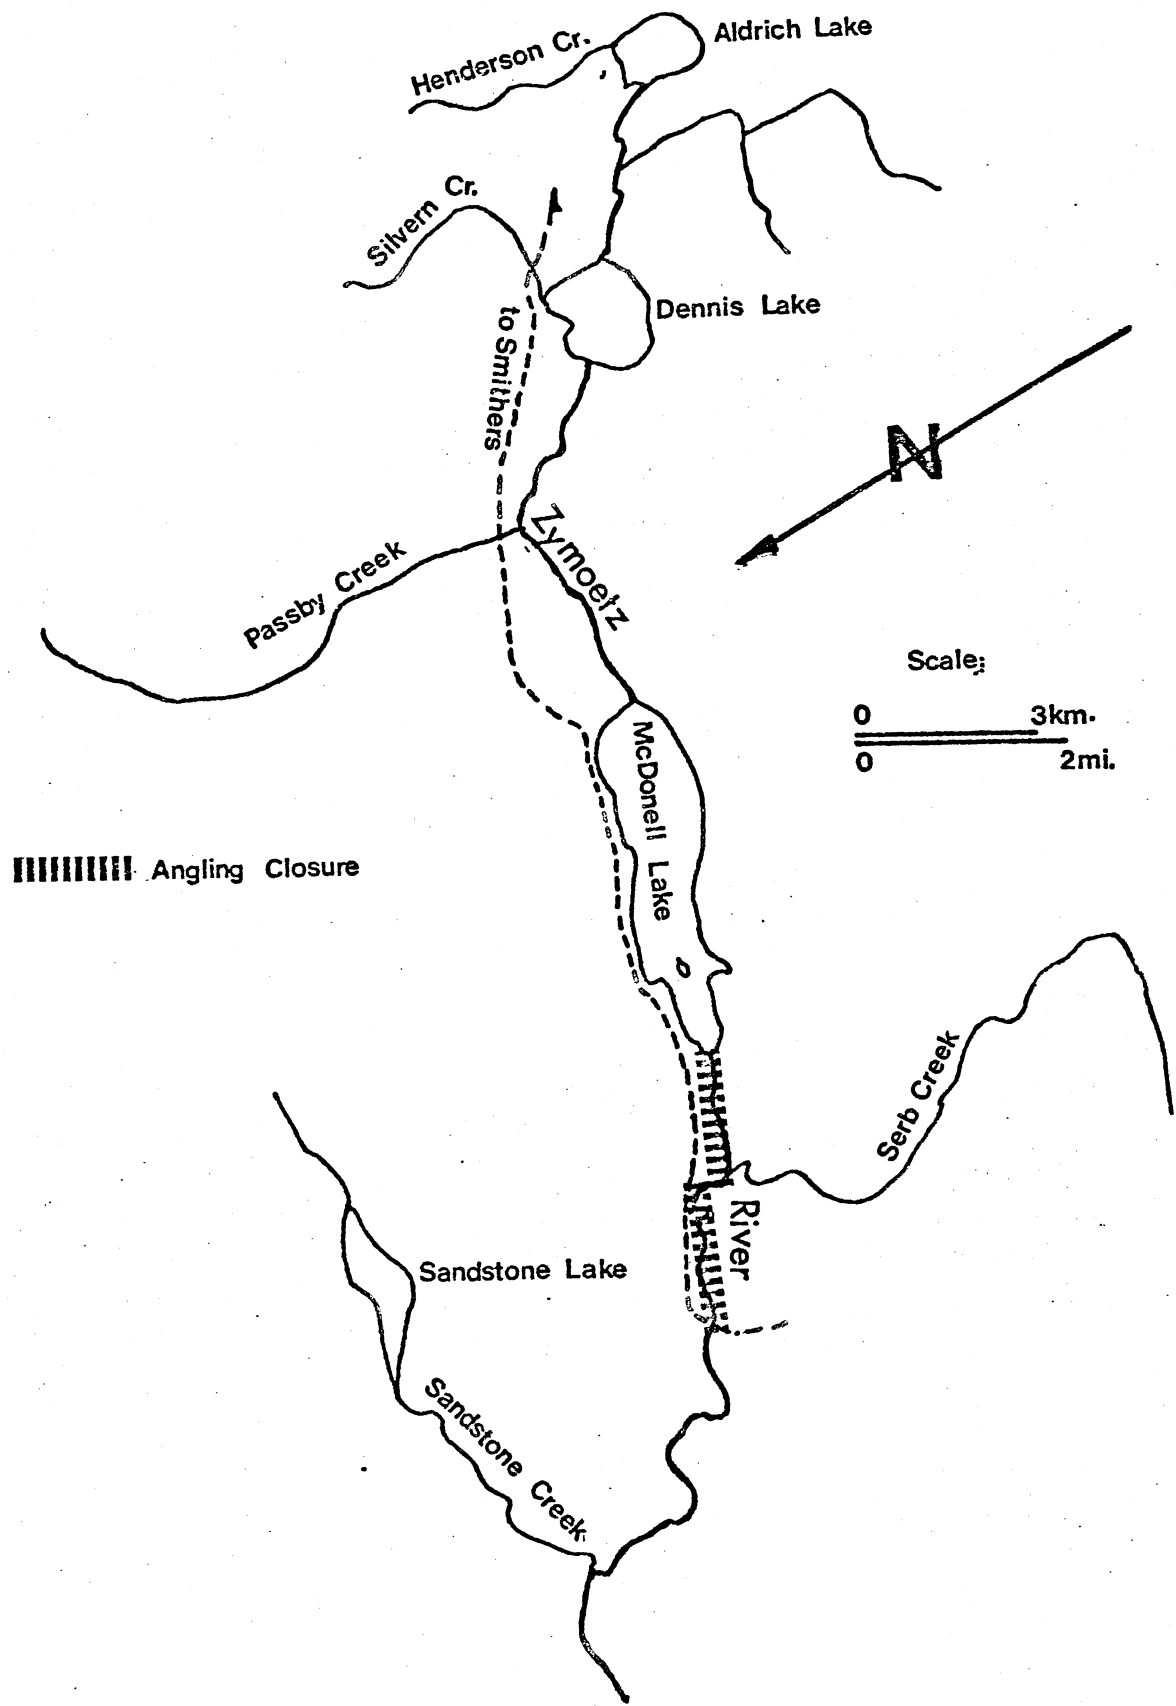 Aldrich Lake
Henderson Cr.
Silvern Cr.
Dennis Lake
to Smithers
N
Zymoetz
Passby Creek
Scale:
0 3km.
0 2mi.
McDonell Lake
Angling Closure
Serb Creek
River
Sandstone Lake
Sandstone Creek